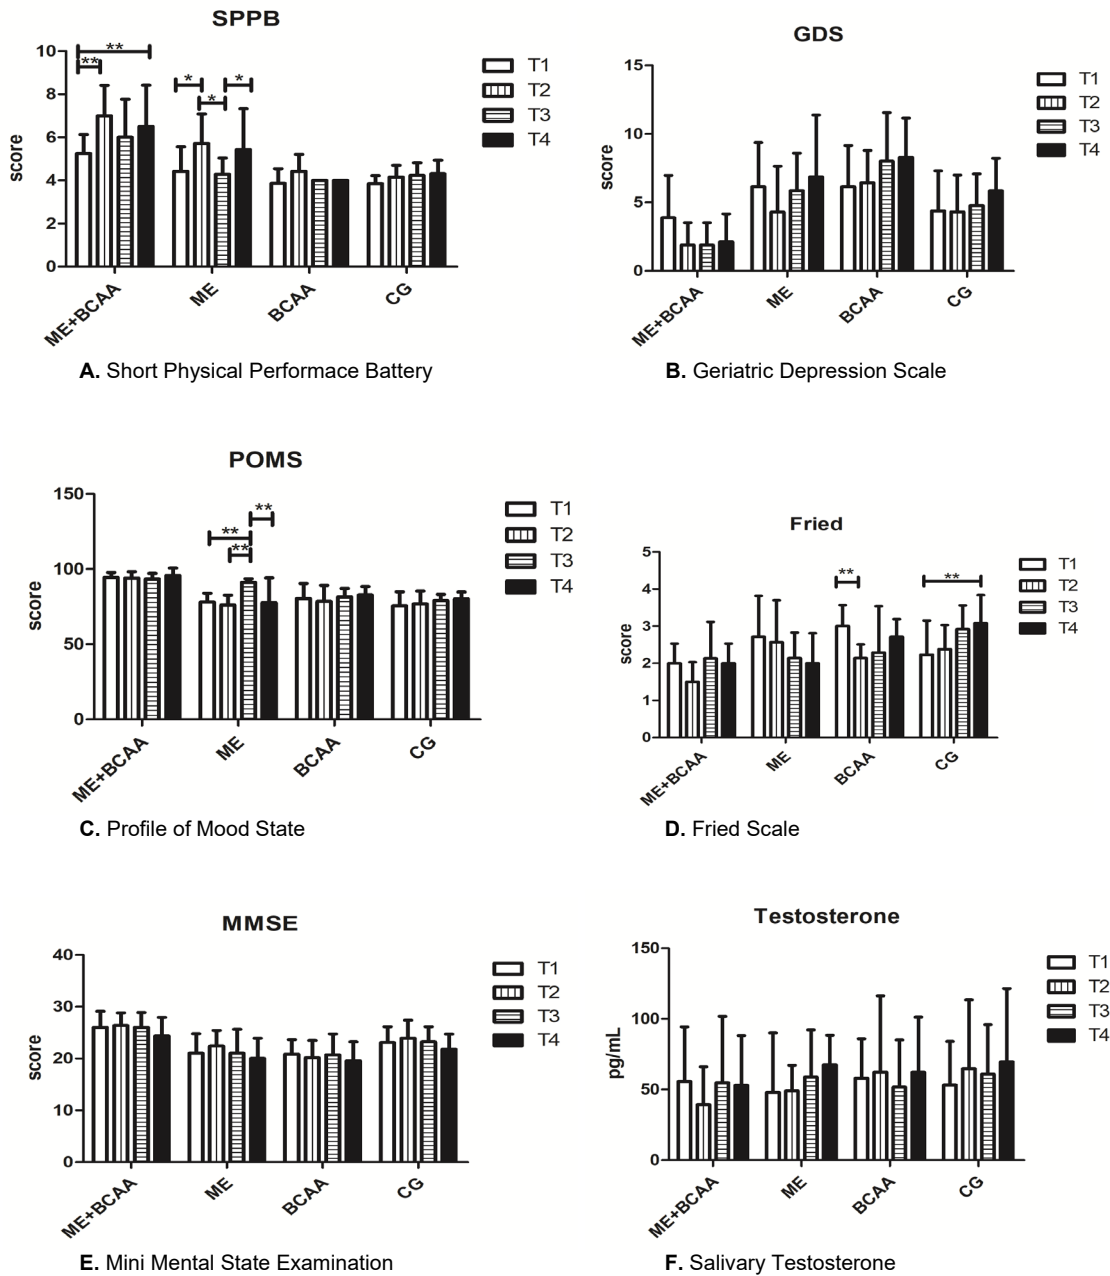 SPPB
10
8
6
4
2
0
score
**
**
*
*
*
T1
T2
T3
T4
ME+BCAA
ME
BCAA
CG
A. Short Physical Performace Battery
GDS
15
10
5
0
score
T1
T2
T3
T4
ME+BCAA
ME
BCAA
CG
B. Geriatric Depression Scale
POMS
150
100
50
0
score
**
**
**
T1
T2
T3
T4
ME+BCAA
ME
BCAA
CG
C. Profile of Mood State
Fried
5
4
3
2
1
0
score
**
**
T1
T2
T3
T4
ME+BCAA
ME
BCAA
CG
D. Fried Scale
MMSE
40
30
20
10
0
score
T1
T2
T3
T4
ME+BCAA
ME
BCAA
CG
E. Mini Mental State Examination
Testosterone
150
100
50
0
pg/mL
T1
T2
T3
T4
ME+BCAA
ME
BCAA
CG
F. Salivary Testosterone